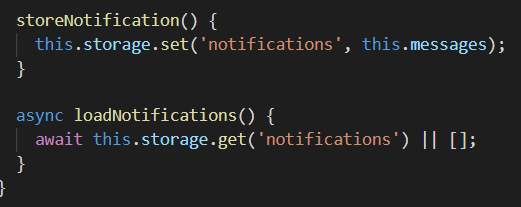 storeNotification() {
this.storage.set('notifications', this.messages);
}
async loadNotifications() {
await this.storage.get('notifications') || [];
}
}